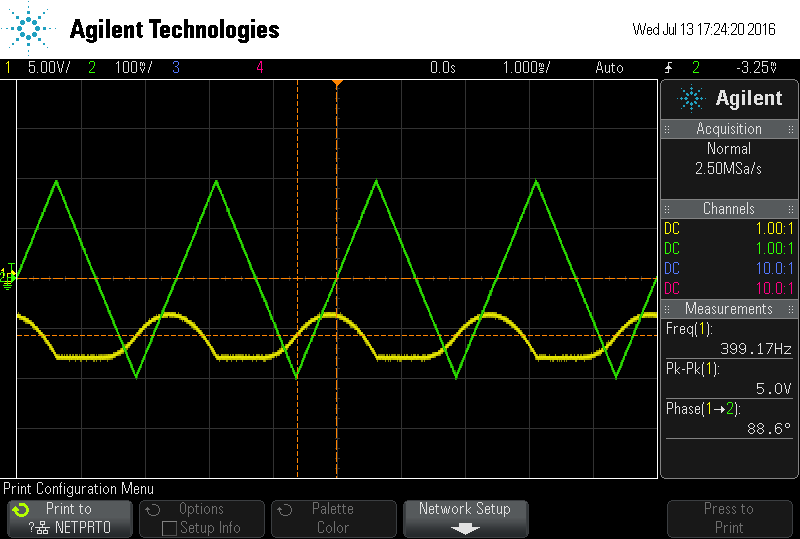 Agilent Technologies
Wed Jul 13 17:24:20 2016
1 5.00V/ 2 100mV/ 3 4 0.0s 1.000ms/ Auto 2 -3.25mV
Agilent
Acquisition
Normal
2.50MSa/s
Channels
DC 1.00:1
DC 1.00:1
DC 10.0:1
DC 10.0:1
Measurements
Freq(1):
399.17Hz
Pk-Pk(1):
5.0V
Phase(1→2):
88.6°
Print Configuration Menu
Print to
? NETPRT0
Options
Setup Info
Palette
Color
Network Setup
Press to
Print